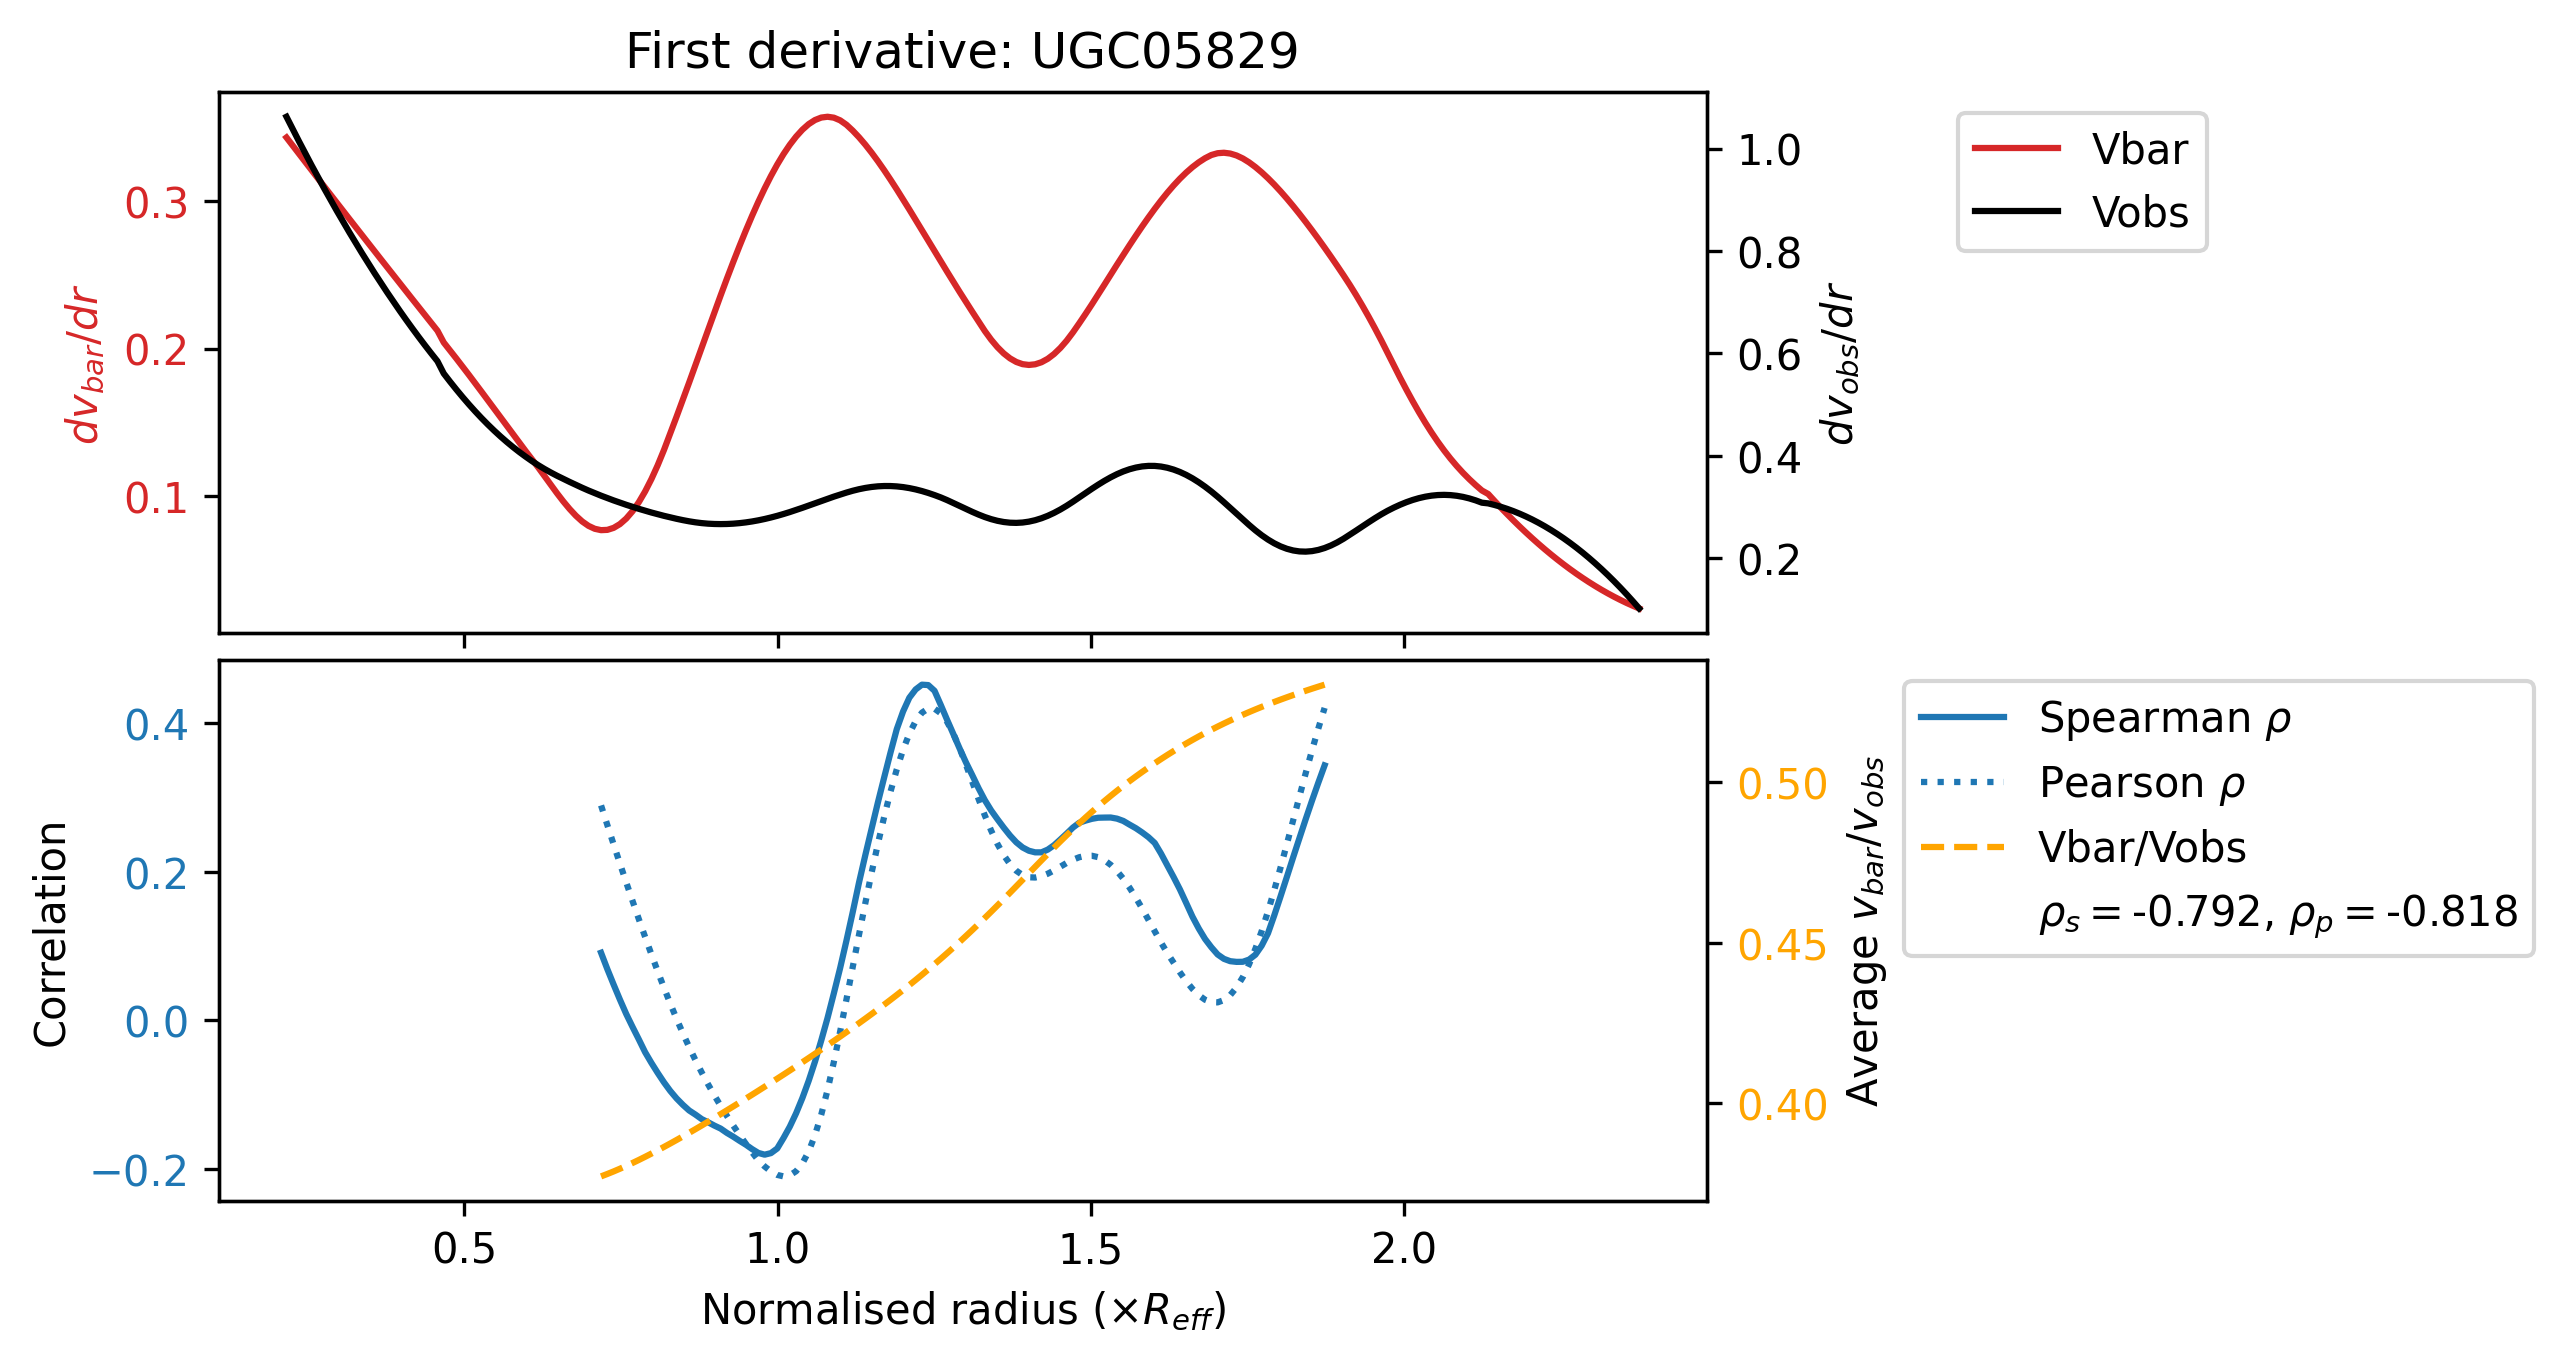 First derivative: UGC05829
0.3
0.2
0.1
dv_bar/dr
1.0
0.8
0.6
0.4
0.2
dv_obs/dr
Vbar
Vobs
0.4
0.2
0.0
−0.2
Correlation
0.50
0.45
0.40
Average v_bar/v_obs
Spearman ρ
Pearson ρ
Vbar/Vobs
ρ_s = -0.792, ρ_p = -0.818
0.5 1.0 1.5 2.0
Normalised radius (×R_eff)